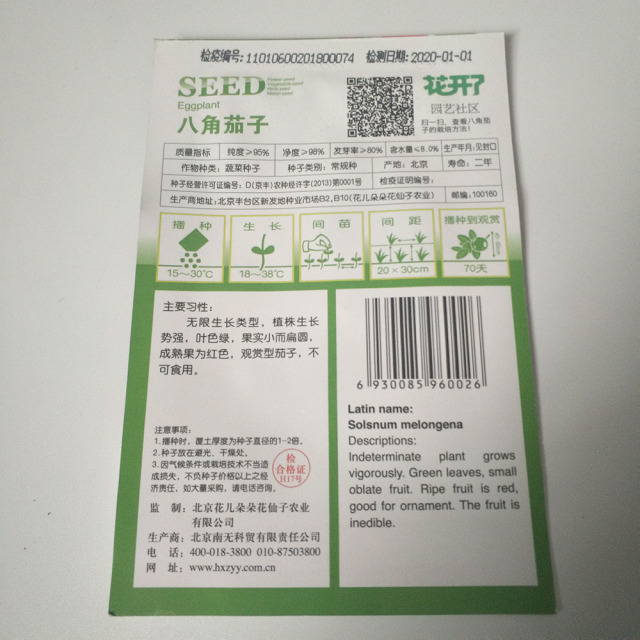 检疫编号:11010600201800074 检测日期:2020-01-01
SEED
Flower seed
Vegetable seed
Herb seed
Melon seed
Eggplant
八角茄子
花开了
园艺社区
扫一扫，查看八角茄
子的栽培方法!
质量指标 纯度≥95% 净度≥98% 发芽率≥80% 含水量≤8.0% 生产年月:见封口
作物种类：蔬菜种子 种子类别：常规种 产地：北京 寿命：二年
种子经营许可证编号：D(京丰)农种经许字(2013)第0001号 检疫证明编号：
生产商地址：北京丰台区新发地种业市场B2,B10(花儿朵朵花仙子农业) 邮编：100160
播种 生长 间苗 间距 播种到观赏
15～30℃ 18～38℃ 20×30cm 70天
主要习性：
无限生长类型，植株生长
势强，叶色绿，果实小而扁圆，
成熟果为红色，观赏型茄子，不
可食用。
注意事项：
1.播种时，覆土厚度为种子直径的1-2倍。
2.种子放在避光、干燥处。
3.因气候条件或栽培技术不当造
成损失，不负种子价格以上之经
济责任，如大量采购，请电话咨询。
检
合格证
H17号
监制：北京花儿朵朵花仙子农业
有限公司
生产商：北京南无科贸有限责任公司
电话：400-018-3800 010-87503800
网址：www.hxzyy.com.cn
6 930085 960026
Latin name:
Solsnum melongena
Descriptions:
Indeterminate plant grows
vigorously. Green leaves, small
oblate fruit. Ripe fruit is red,
good for ornament. The fruit is
inedible.